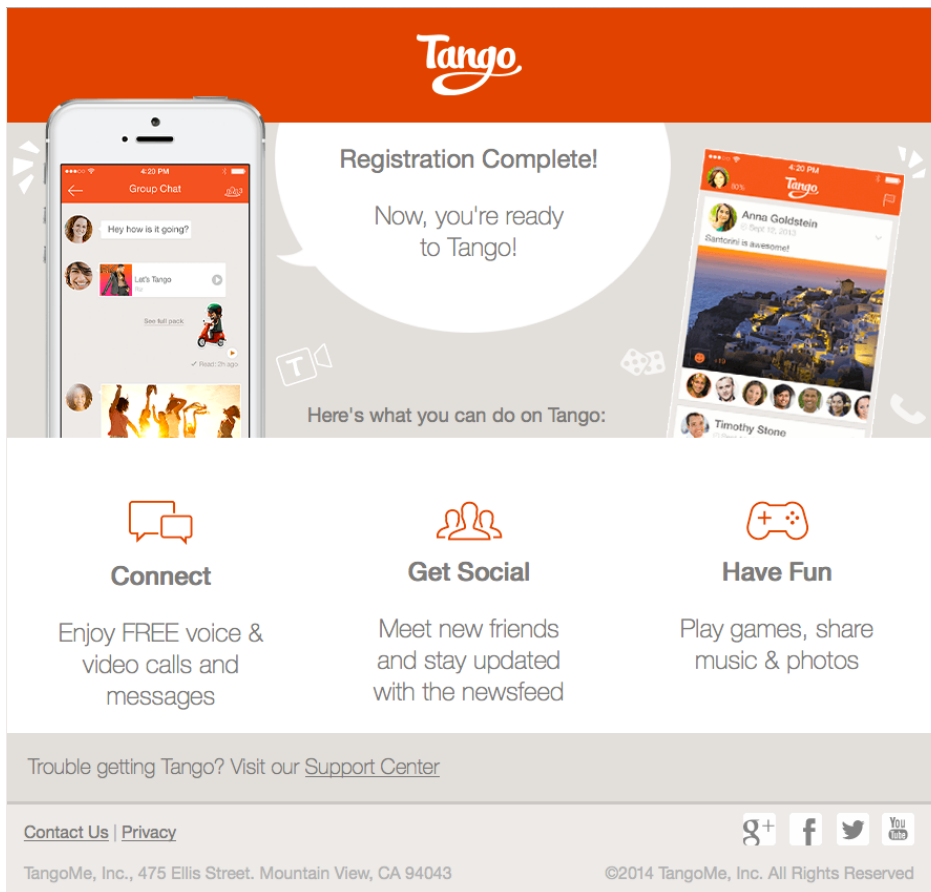 Tango
Registration Complete!
Now, you're ready
to Tango!
4:20 PM
Group Chat
Hey how is it going?
Let's Tango
See full pack
✓ Read: 2h ago
4:20 PM
80%
Tango
Anna Goldstein
Sept 12, 2013
Santorini is awesome!
+19
Timothy Stone
T
Here's what you can do on Tango:
Connect
Enjoy FREE voice &
video calls and
messages
Get Social
Meet new friends
and stay updated
with the newsfeed
Have Fun
Play games, share
music & photos
Trouble getting Tango? Visit our Support Center
Contact Us | Privacy
g+ f You
Tube
TangoMe, Inc., 475 Ellis Street. Mountain View, CA 94043
©2014 TangoMe, Inc. All Rights Reserved